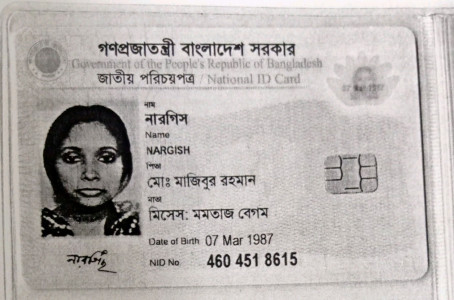 গণপ্রজাতন্ত্রী বাংলাদেশ সরকার
Government of the People's Republic of Bangladesh
জাতীয় পরিচয়পত্র / National ID Card
07 Mar 1987
নাম
নারগিস
Name
NARGISH
পিতা
মোঃ মাজিবুর রহমান
মাতা
মিসেস: মমতাজ বেগম
Date of Birth 07 Mar 1987
NID No. 460 451 8615
নারগিছ